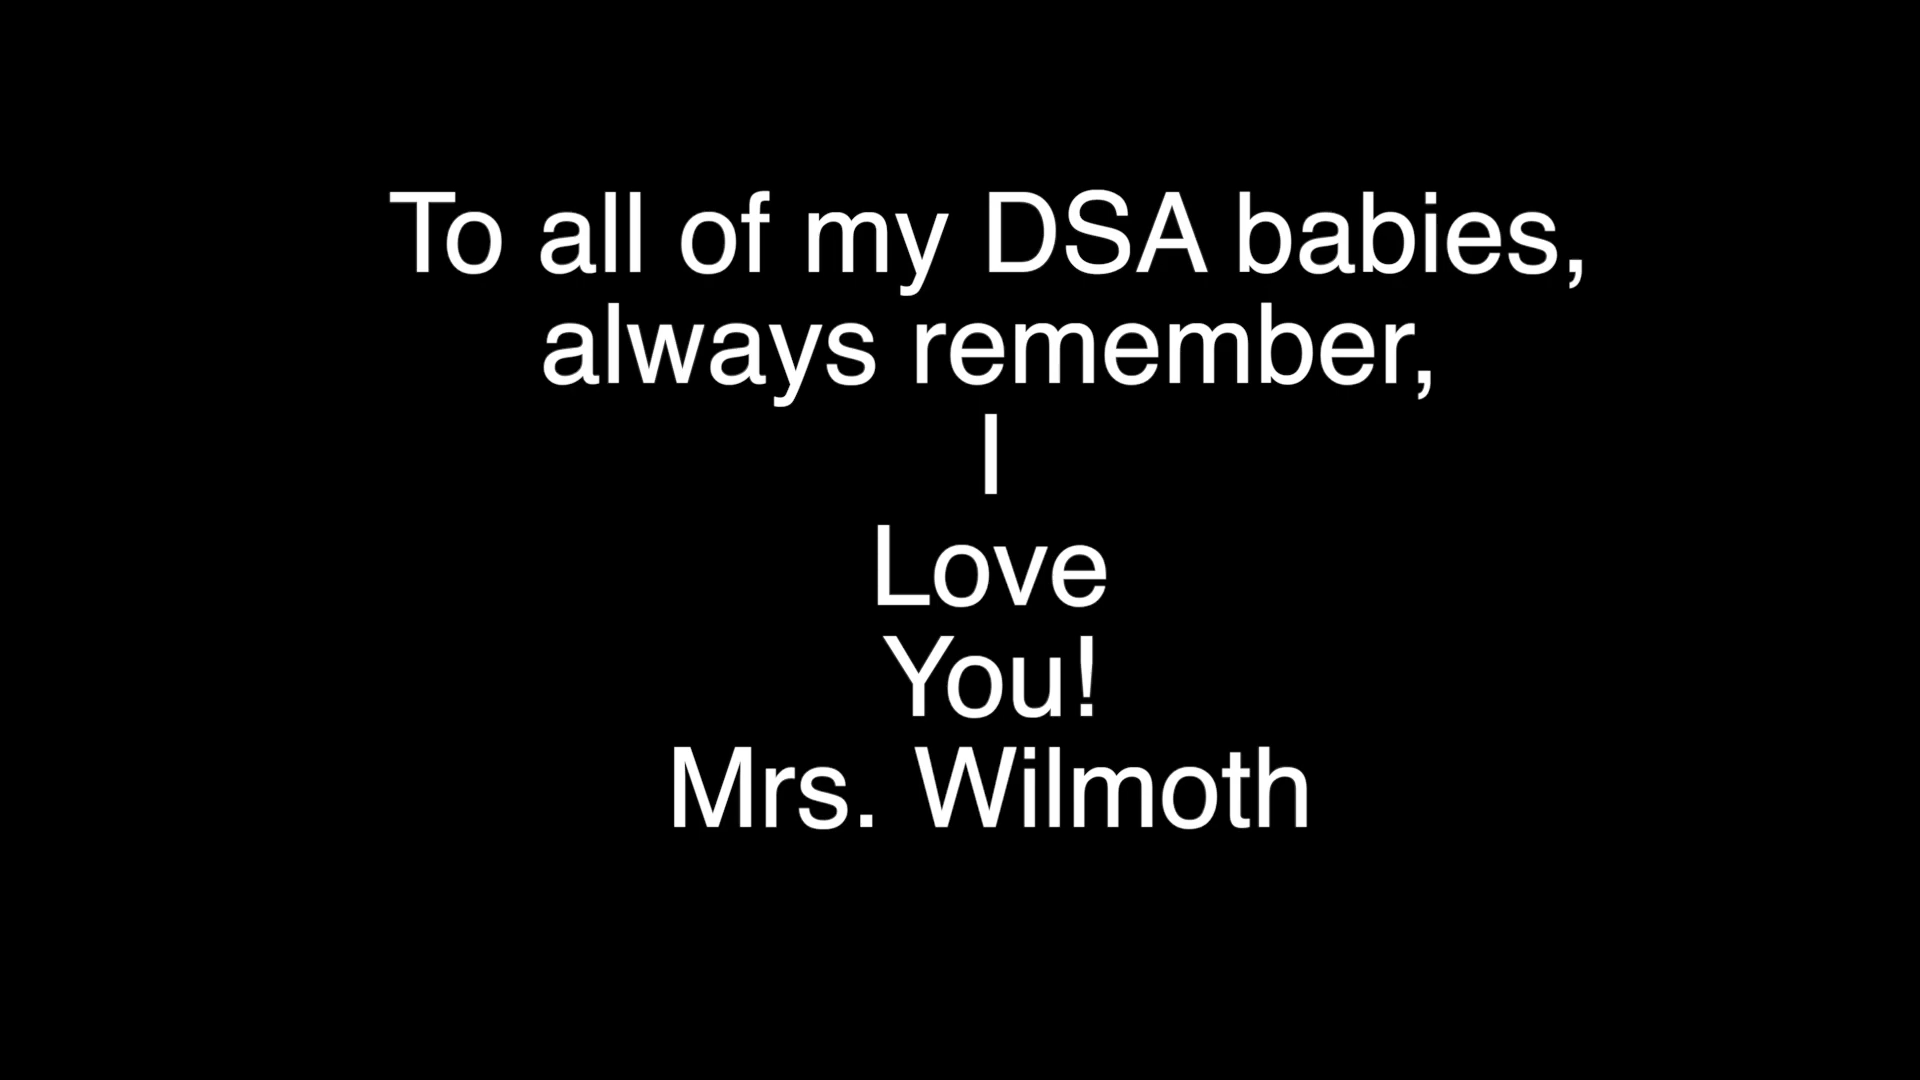 To all of my DSA babies,
always remember,
I
Love
You!
Mrs. Wilmoth